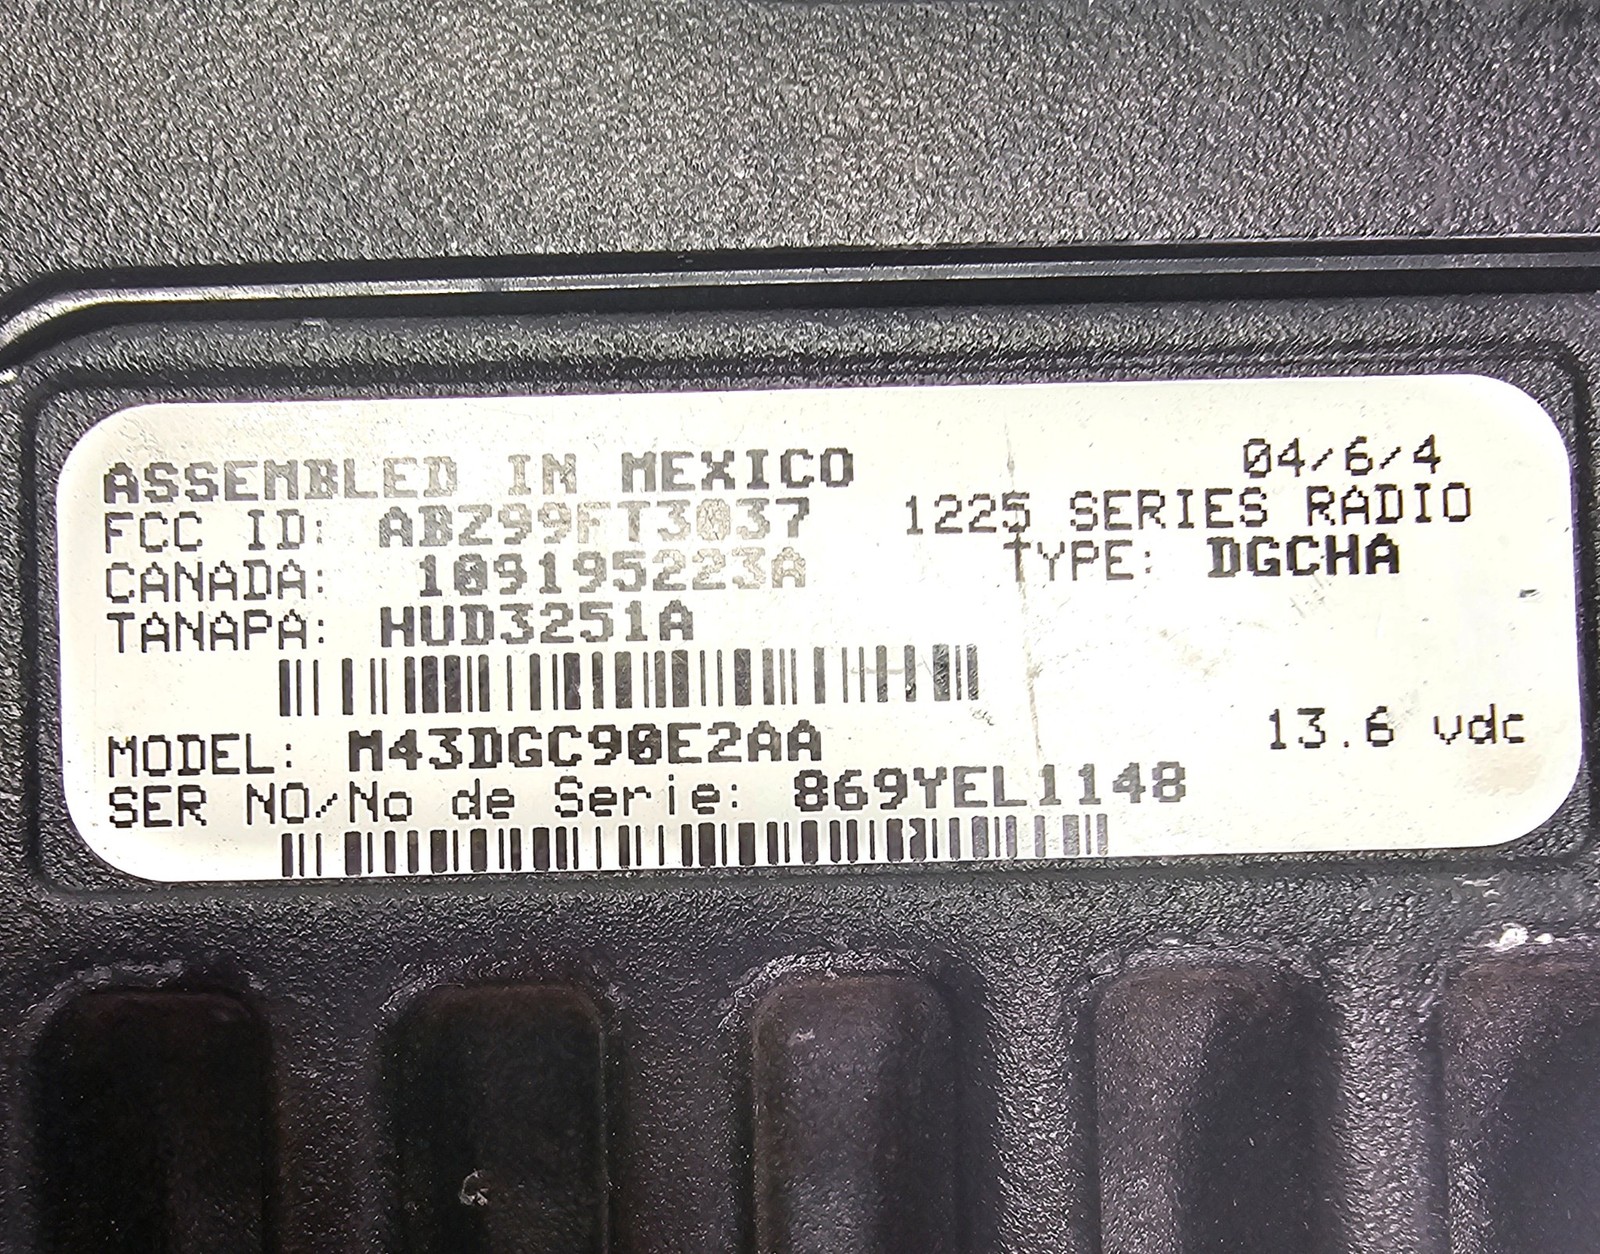 ASSEMBLED IN MEXICO 04/6/4
FCC ID: ABZ99FT3037 1225 SERIES RADIO
CANADA: 109195223A TYPE: DGCHA
TANAPA: HUD3251A
MODEL: M43DGC90E2AA 13.6 vdc
SER NO/No de Serie: 869YEL1148